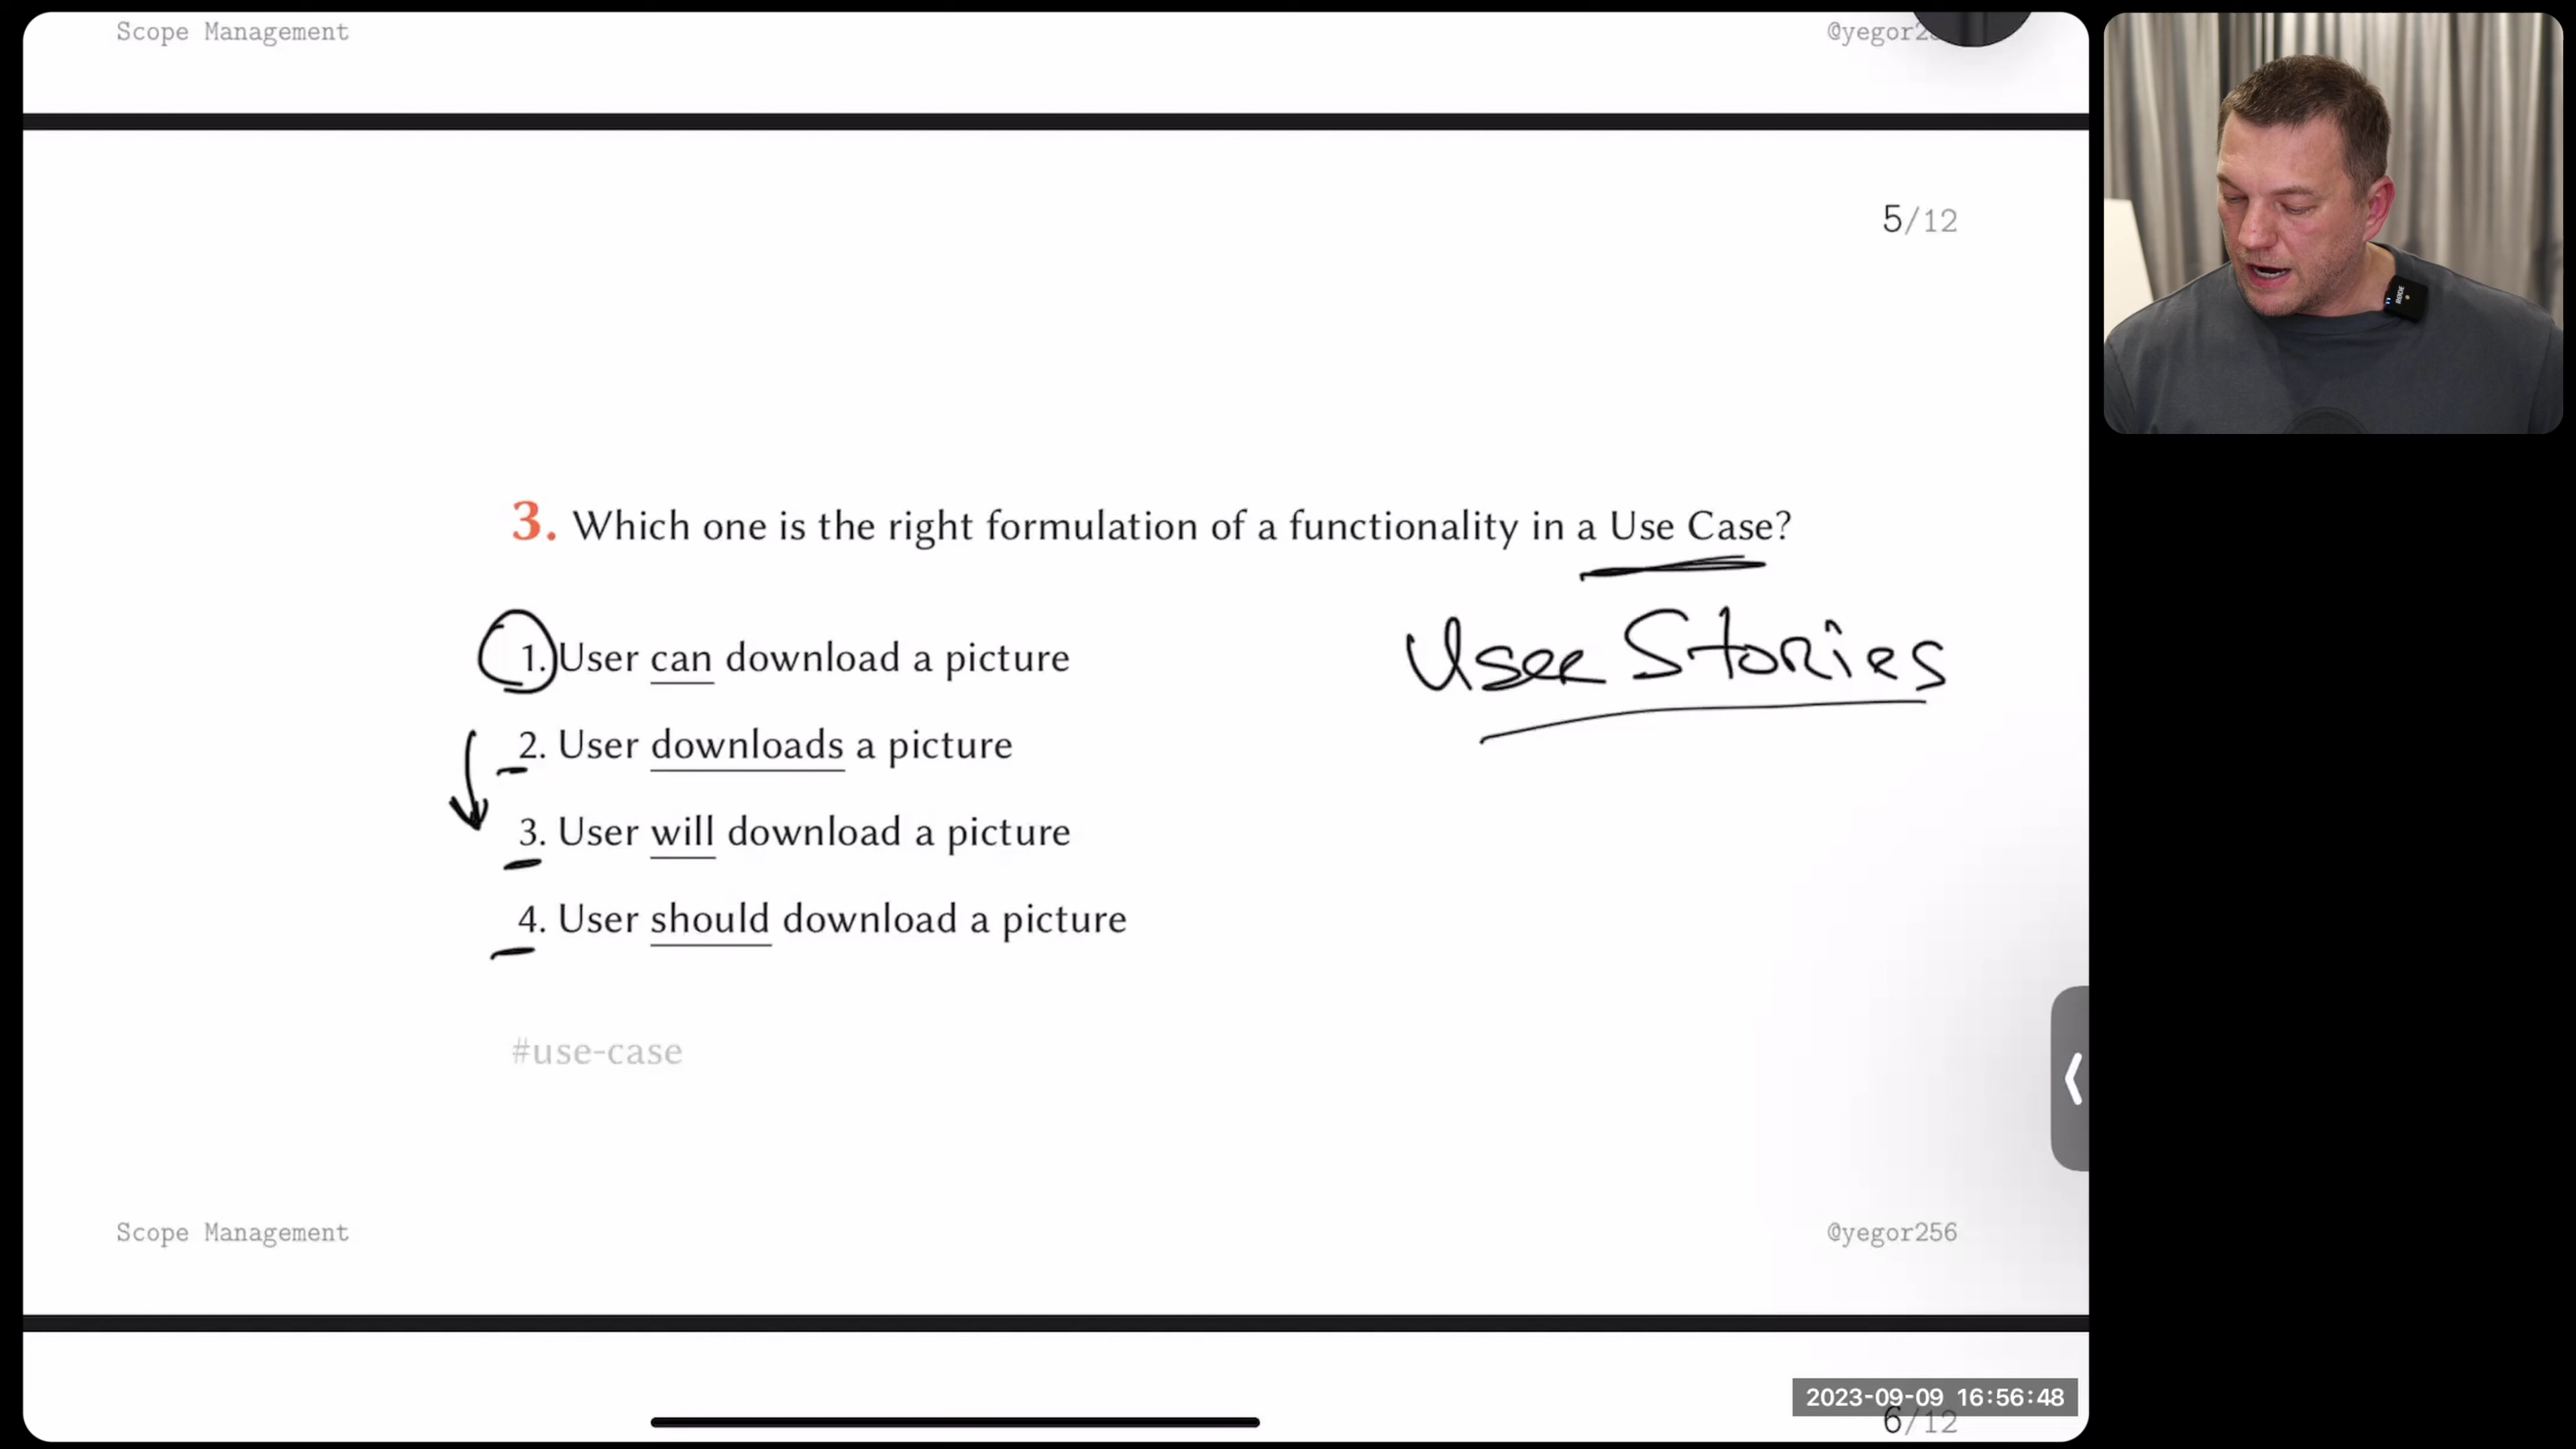 Scope Management
@yegor2
5/12
3. Which one is the right formulation of a functionality in a Use Case?
1. User can download a picture
User Stories
2. User downloads a picture
3. User will download a picture
4. User should download a picture
#use-case
Scope Management
@yegor256
2023-09-09 16:56:48
6/12
RØDE